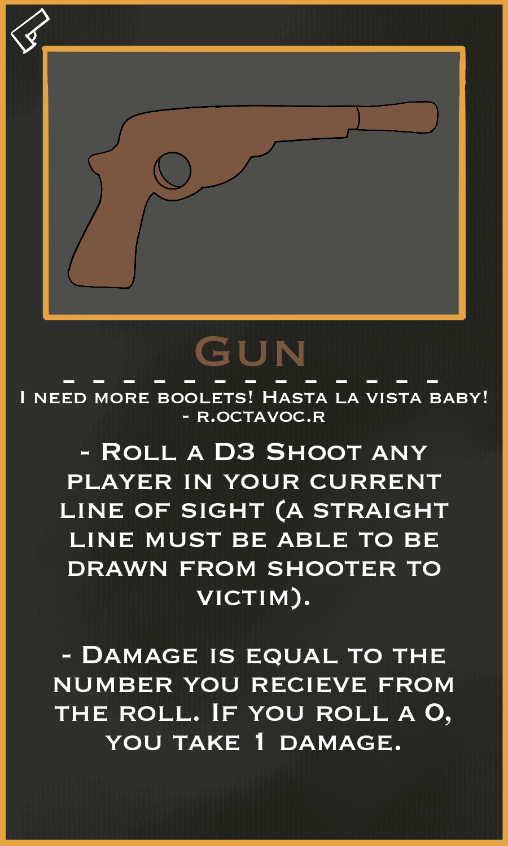 Gun
I need more boolets! Hasta la vista baby!
- r.octavoc.r
- Roll a D3 Shoot any
player in your current
line of sight (a straight
line must be able to be
drawn from shooter to
victim).
- Damage is equal to the
number you recieve from
the roll. If you roll a 0,
you take 1 damage.